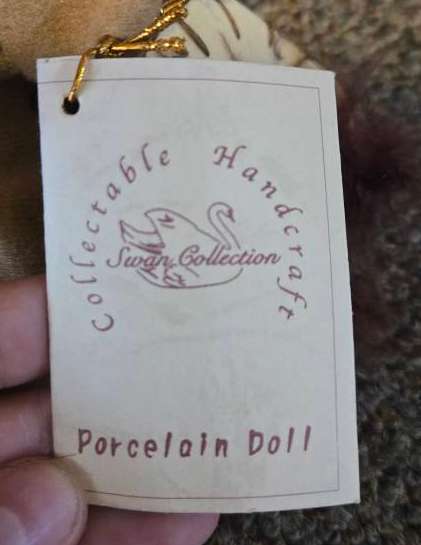 Collectable Handcraft
Swan Collection
Porcelain Doll